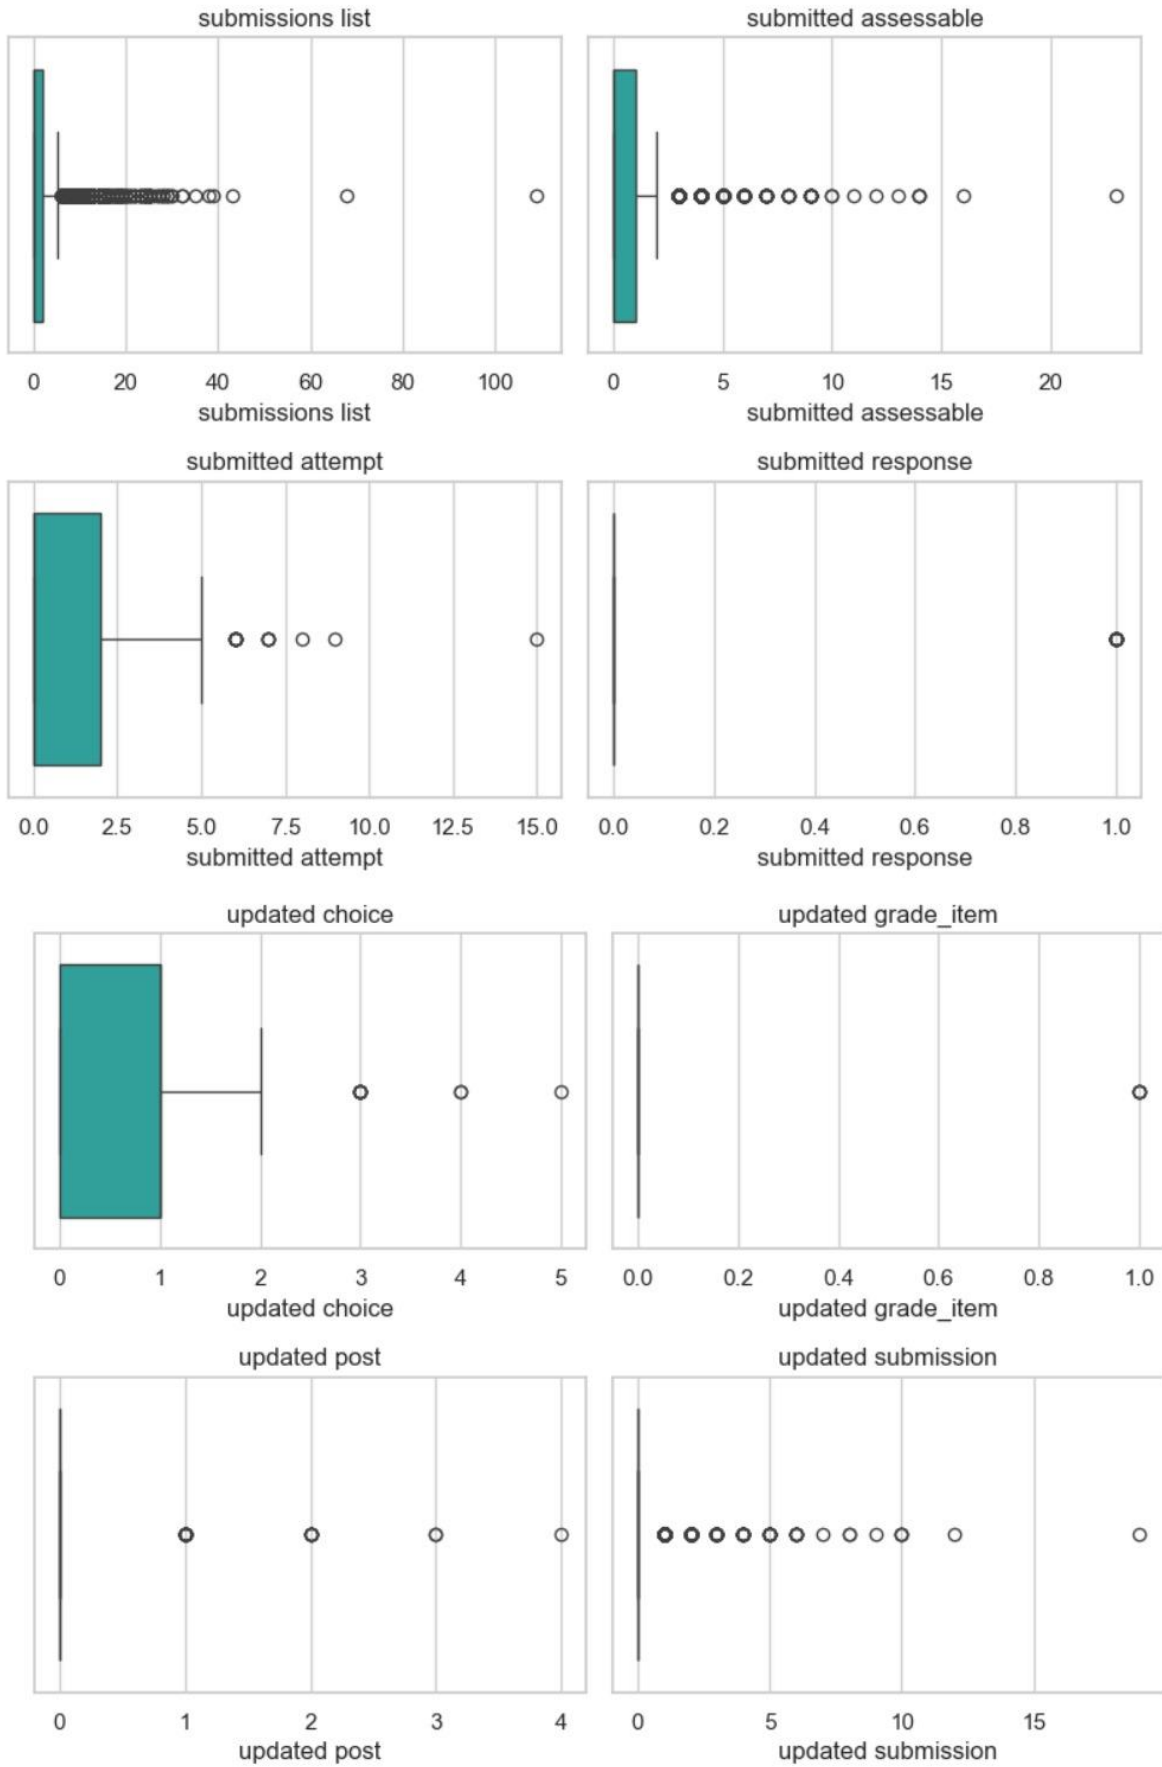 submissions list
submitted assessable
0 20 40 60 80 100
0 5 10 15 20
submissions list
submitted assessable
submitted attempt
submitted response
0.0 2.5 5.0 7.5 10.0 12.5 15.0
0.0 0.2 0.4 0.6 0.8 1.0
submitted attempt
submitted response
updated choice
updated grade_item
0 1 2 3 4 5
0.0 0.2 0.4 0.6 0.8 1.0
updated choice
updated grade_item
updated post
updated submission
0 1 2 3 4
0 5 10 15
updated post
updated submission